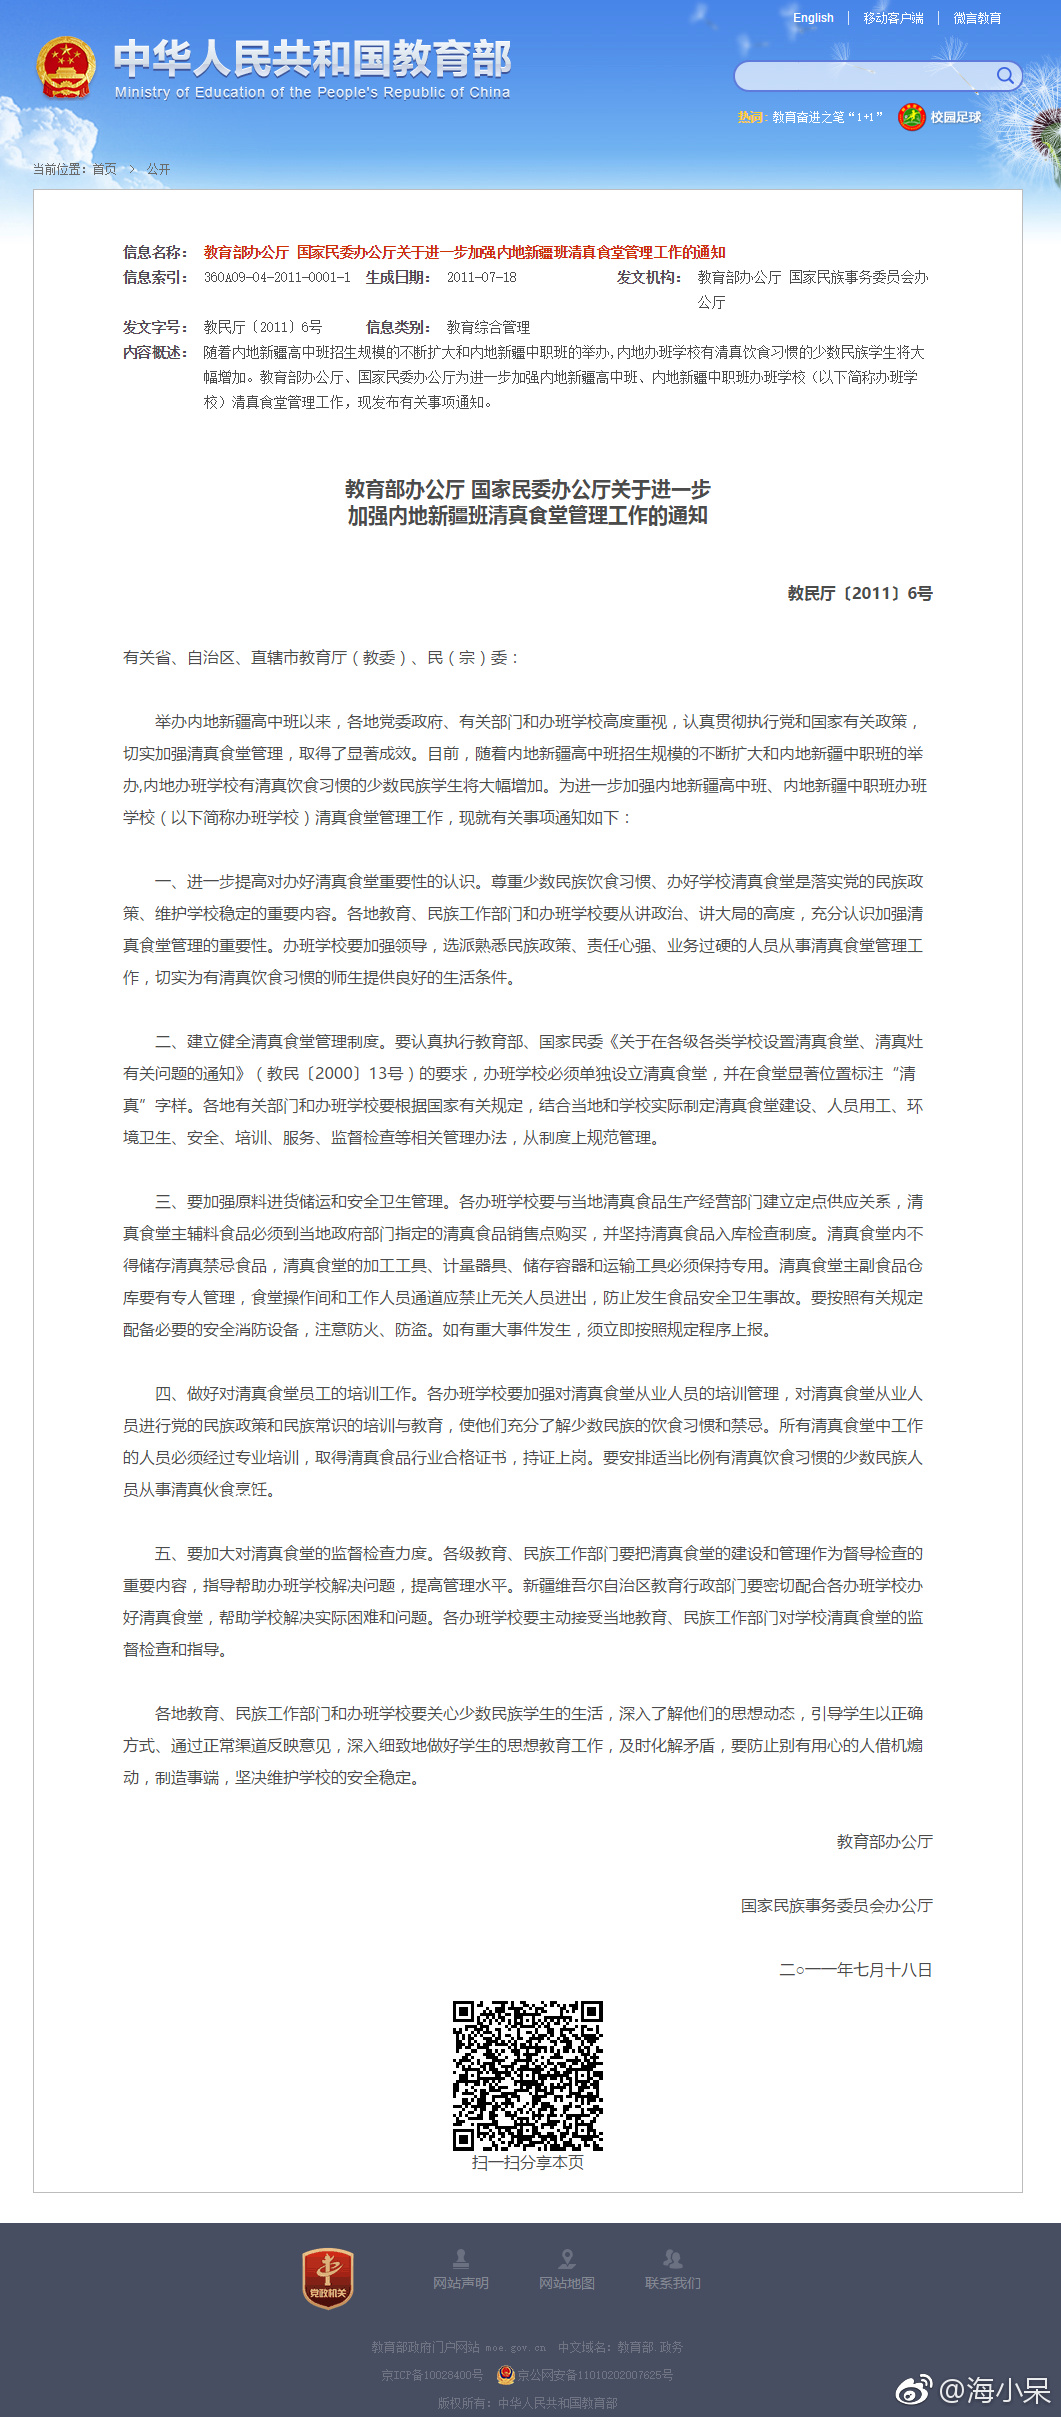 English | 移动客户端 | 微言教育
中华人民共和国教育部
Ministry of Education of the People's Republic of China
热词：教育奋进之笔“1+1” 校园足球
当前位置：首页 > 公开
信息名称： 教育部办公厅 国家民委办公厅关于进一步加强内地新疆班清真食堂管理工作的通知
信息索引： 360A09-04-2011-0001-1 生成日期： 2011-07-18 发文机构： 教育部办公厅 国家民族事务委员会办
公厅
发文字号： 教民厅〔2011〕6号 信息类别： 教育综合管理
内容概述： 随着内地新疆高中班招生规模的不断扩大和内地新疆中职班的举办,内地办班学校有清真饮食习惯的少数民族学生将大
幅增加。教育部办公厅、国家民委办公厅为进一步加强内地新疆高中班、内地新疆中职班办班学校（以下简称办班学
校）清真食堂管理工作，现发布有关事项通知。
教育部办公厅 国家民委办公厅关于进一步
加强内地新疆班清真食堂管理工作的通知
教民厅〔2011〕6号
有关省、自治区、直辖市教育厅（教委）、民（宗）委：
举办内地新疆高中班以来，各地党委政府、有关部门和办班学校高度重视，认真贯彻执行党和国家有关政策，
切实加强清真食堂管理，取得了显著成效。目前，随着内地新疆高中班招生规模的不断扩大和内地新疆中职班的举
办,内地办班学校有清真饮食习惯的少数民族学生将大幅增加。为进一步加强内地新疆高中班、内地新疆中职班办班
学校（以下简称办班学校）清真食堂管理工作，现就有关事项通知如下：
一、进一步提高对办好清真食堂重要性的认识。尊重少数民族饮食习惯、办好学校清真食堂是落实党的民族政
策、维护学校稳定的重要内容。各地教育、民族工作部门和办班学校要从讲政治、讲大局的高度，充分认识加强清
真食堂管理的重要性。办班学校要加强领导，选派熟悉民族政策、责任心强、业务过硬的人员从事清真食堂管理工
作，切实为有清真饮食习惯的师生提供良好的生活条件。
二、建立健全清真食堂管理制度。要认真执行教育部、国家民委《关于在各级各类学校设置清真食堂、清真灶
有关问题的通知》（教民〔2000〕13号）的要求，办班学校必须单独设立清真食堂，并在食堂显著位置标注“清
真”字样。各地有关部门和办班学校要根据国家有关规定，结合当地和学校实际制定清真食堂建设、人员用工、环
境卫生、安全、培训、服务、监督检查等相关管理办法，从制度上规范管理。
三、要加强原料进货储运和安全卫生管理。各办班学校要与当地清真食品生产经营部门建立定点供应关系，清
真食堂主辅料食品必须到当地政府部门指定的清真食品销售点购买，并坚持清真食品入库检查制度。清真食堂内不
得储存清真禁忌食品，清真食堂的加工工具、计量器具、储存容器和运输工具必须保持专用。清真食堂主副食品仓
库要有专人管理，食堂操作间和工作人员通道应禁止无关人员进出，防止发生食品安全卫生事故。要按照有关规定
配备必要的安全消防设备，注意防火、防盗。如有重大事件发生，须立即按照规定程序上报。
四、做好对清真食堂员工的培训工作。各办班学校要加强对清真食堂从业人员的培训管理，对清真食堂从业人
员进行党的民族政策和民族常识的培训与教育，使他们充分了解少数民族的饮食习惯和禁忌。所有清真食堂中工作
的人员必须经过专业培训，取得清真食品行业合格证书，持证上岗。要安排适当比例有清真饮食习惯的少数民族人
员从事清真伙食烹饪。
五、要加大对清真食堂的监督检查力度。各级教育、民族工作部门要把清真食堂的建设和管理作为督导检查的
重要内容，指导帮助办班学校解决问题，提高管理水平。新疆维吾尔自治区教育行政部门要密切配合各办班学校办
好清真食堂，帮助学校解决实际困难和问题。各办班学校要主动接受当地教育、民族工作部门对学校清真食堂的监
督检查和指导。
各地教育、民族工作部门和办班学校要关心少数民族学生的生活，深入了解他们的思想动态，引导学生以正确
方式、通过正常渠道反映意见，深入细致地做好学生的思想教育工作，及时化解矛盾，要防止别有用心的人借机煽
动，制造事端，坚决维护学校的安全稳定。
教育部办公厅
国家民族事务委员会办公厅
二○一一年七月十八日
扫一扫分享本页
党政机关
网站声明 网站地图 联系我们
教育部政府门户网站 moe.gov.cn 中文域名：教育部.政务
京ICP备10028400号 京公网安备11010202007625号
版权所有：中华人民共和国教育部
@海小呆